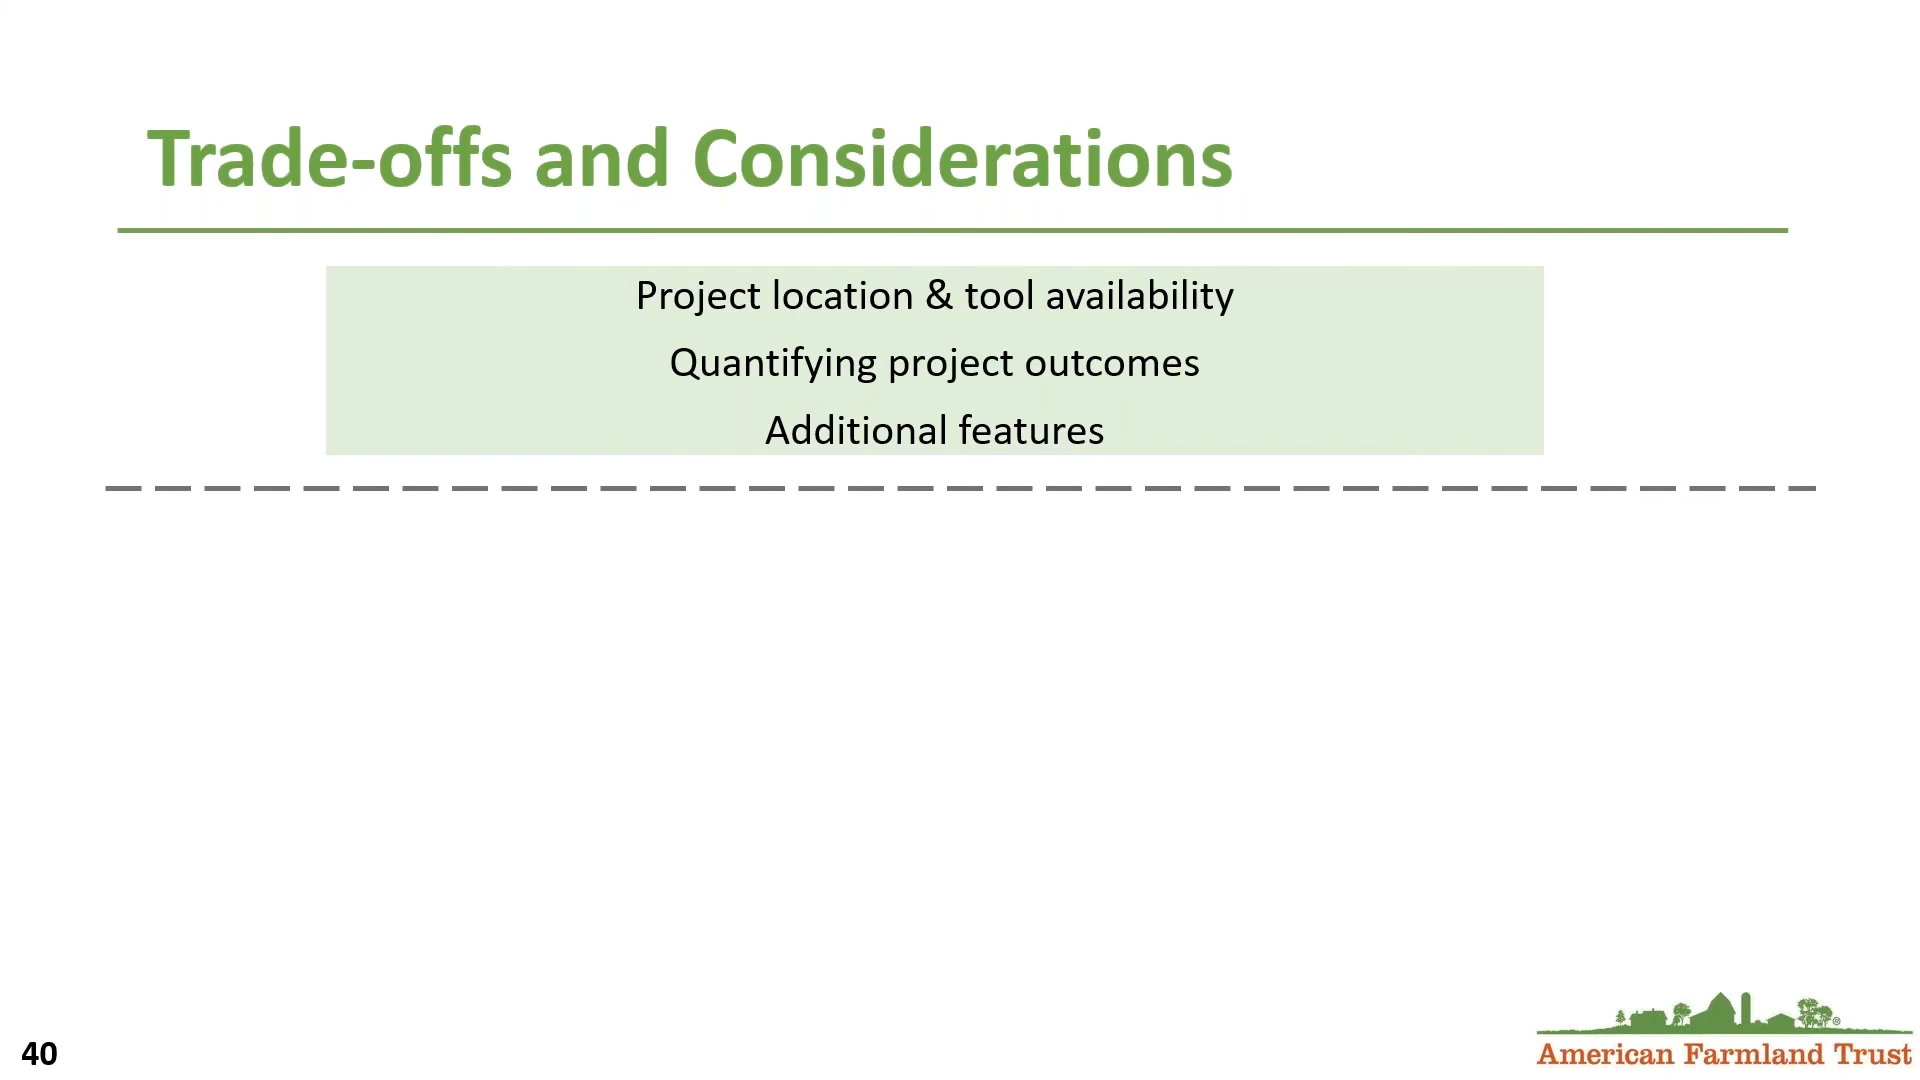 Trade-offs and Considerations
Project location & tool availability
Quantifying project outcomes
Additional features
40
American Farmland Trust